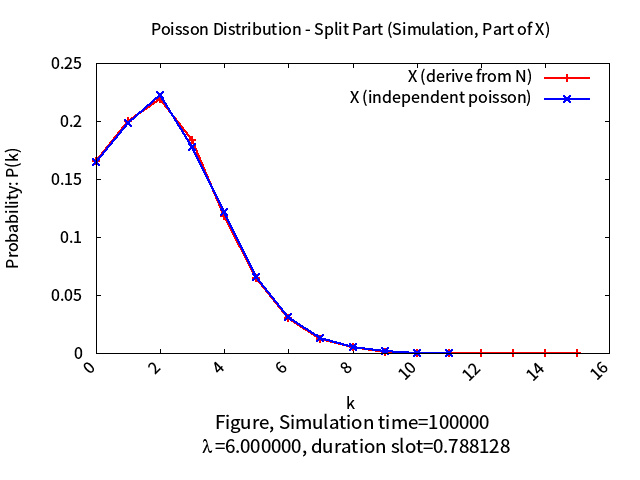 Poisson Distribution - Split Part (Simulation, Part of X)
0.25
X (derive from N)
X (independent poisson)
0.2
0.15
0.1
0.05
0
Probability: P(k)
0 2 4 6 8 10 12 14 16
k
Figure, Simulation time=100000
λ=6.000000, duration slot=0.788128